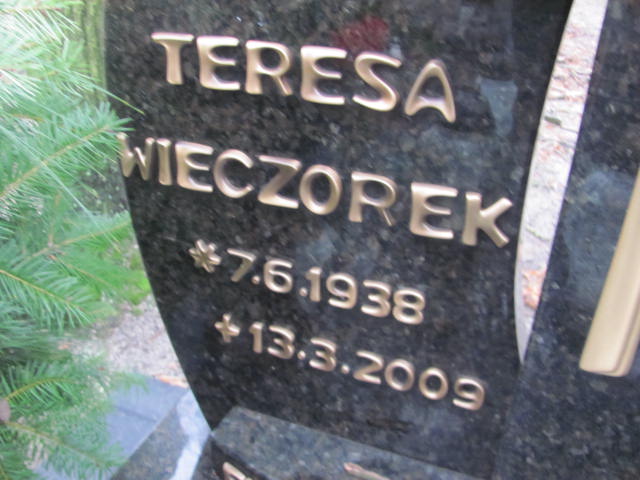 TERESA
WIECZOREK
*7.6.1938
+13.3.2009